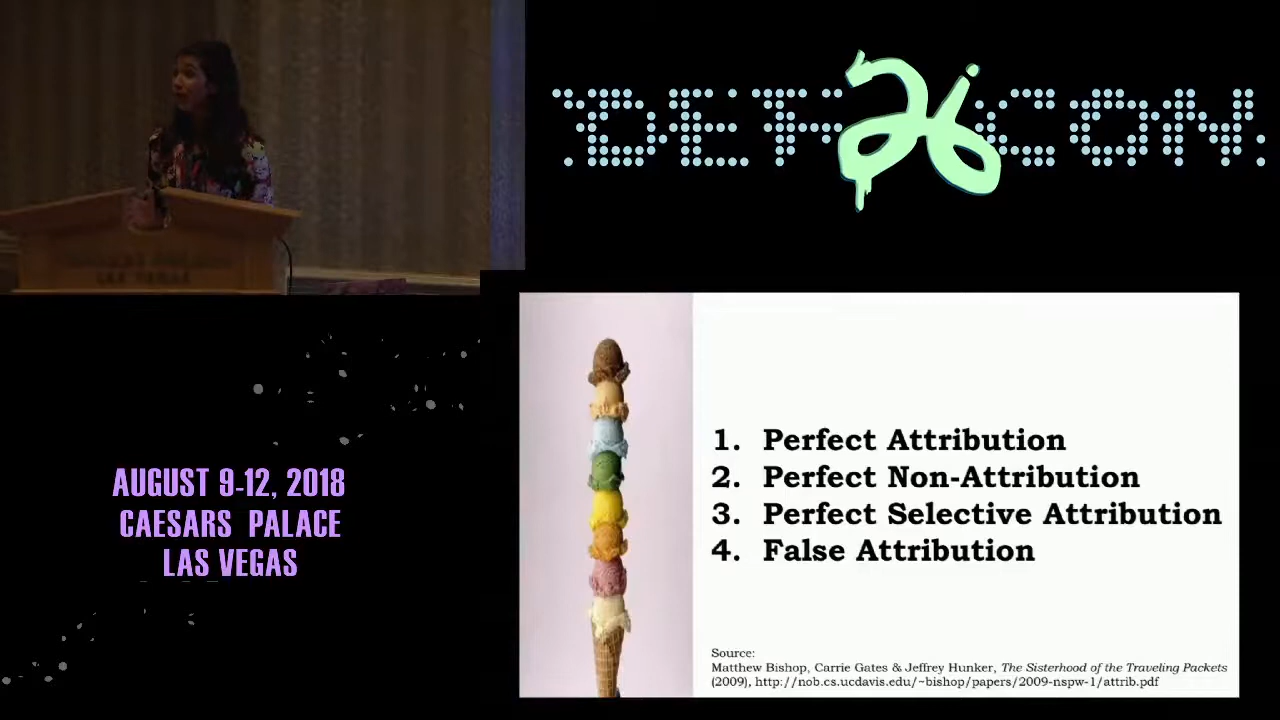 DEF 26 CON
AUGUST 9-12, 2018
CAESARS PALACE
LAS VEGAS
1. Perfect Attribution
2. Perfect Non-Attribution
3. Perfect Selective Attribution
4. False Attribution
Source:
Matthew Bishop, Carrie Gates & Jeffrey Hunker, The Sisterhood of the Traveling Packets
(2009), http://nob.cs.ucdavis.edu/~bishop/papers/2009-nspw-1/attrib.pdf